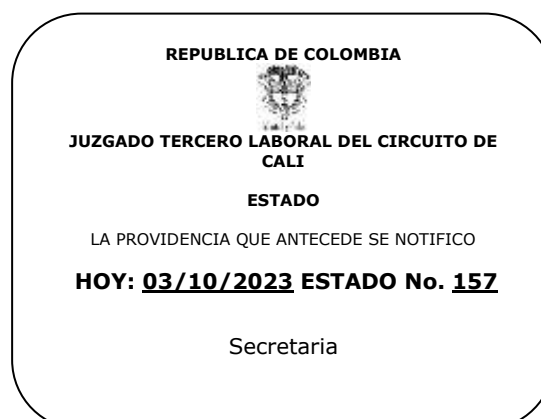 REPUBLICA DE COLOMBIA
JUZGADO TERCERO LABORAL DEL CIRCUITO DE
CALI
ESTADO
LA PROVIDENCIA QUE ANTECEDE SE NOTIFICO
HOY: 03/10/2023 ESTADO No. 157
Secretaria